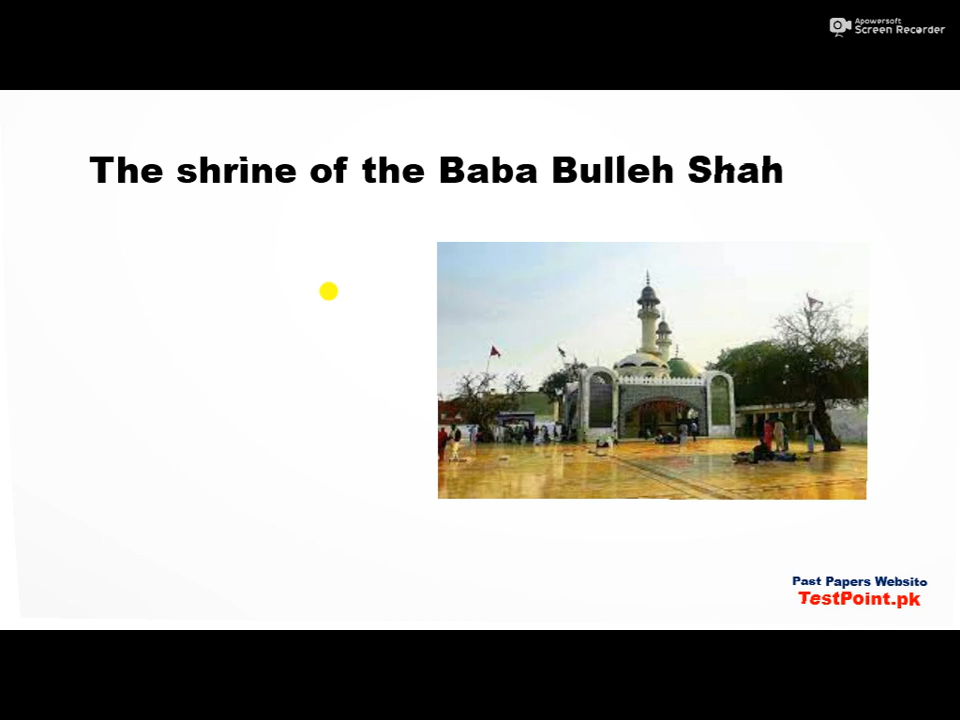 Apowersoft
Screen Recorder
The shrine of the Baba Bulleh Shah
Past Papers Websito
TestPoint.pk